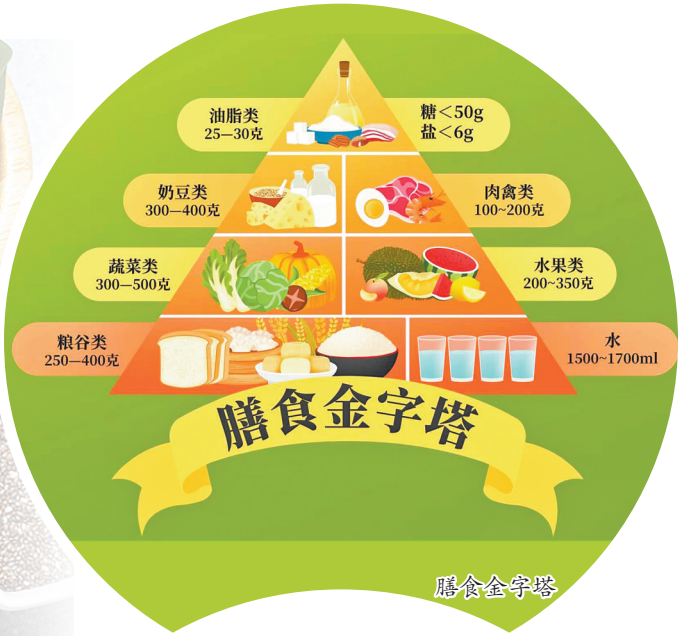 油脂类
25—30克
糖<50g
盐<6g
奶豆类
300—400克
肉禽类
100~200克
蔬菜类
300—500克
水果类
200~350克
粮谷类
250—400克
水
1500~1700ml
膳食金字塔
膳食金字塔